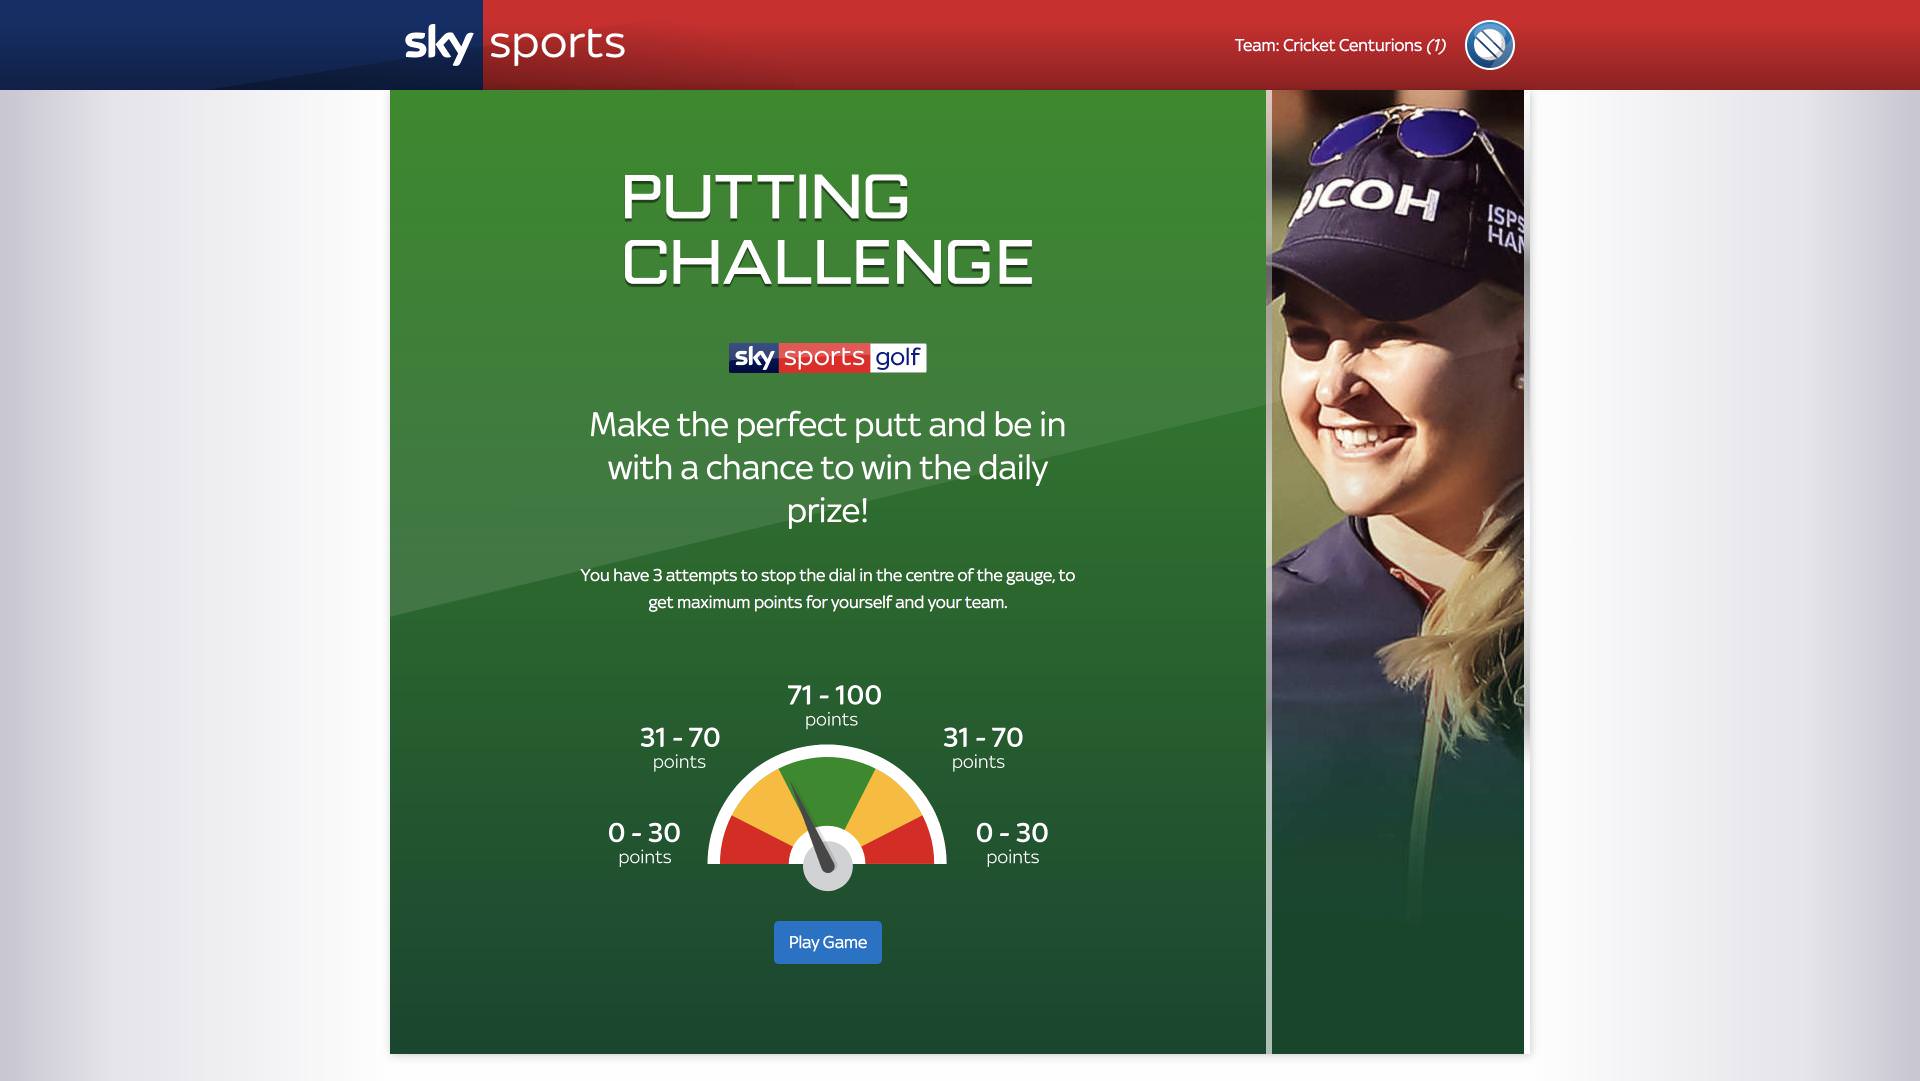 sky sports
Team: Cricket Centurions (1)
PUTTING
CHALLENGE
sky sports golf
Make the perfect putt and be in
with a chance to win the daily
prize!
You have 3 attempts to stop the dial in the centre of the gauge, to
get maximum points for yourself and your team.
71 - 100
points
31 - 70
points
31 - 70
points
0 - 30
points
0 - 30
points
Play Game
RICOH
ISPS
HAN